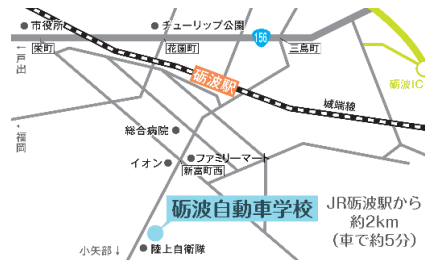 市役所
チューリップ公園
156
栄町
花園町
三島町
←戸出
砺波駅
砺波IC
城端線
←福岡
総合病院
イオン
ファミリーマート
新富町西
砺波自動車学校
JR砺波駅から
約2km
(車で約5分)
小矢部↓
陸上自衛隊